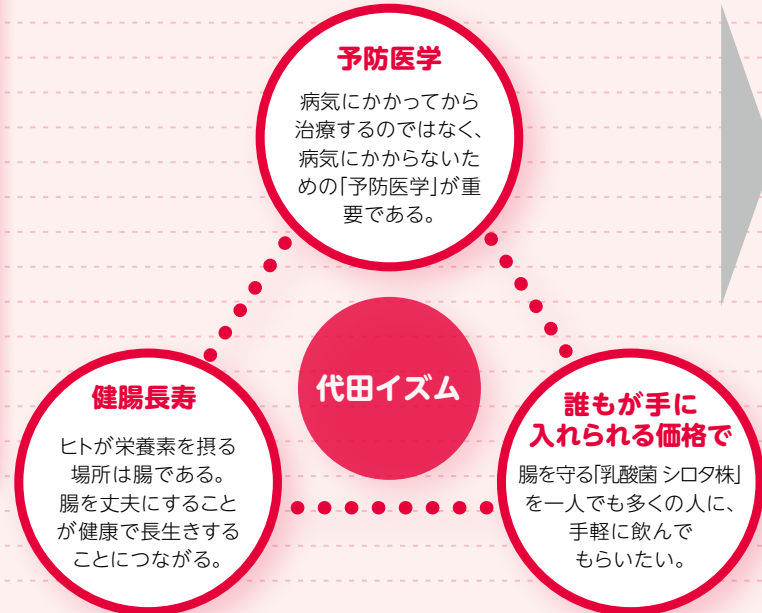 予防医学
病気にかかってから
治療するのではなく、
病気にかからないた
めの「予防医学」が重
要である。
代田イズム
健腸長寿
ヒトが栄養素を摂る
場所は腸である。
腸を丈夫にすること
が健康で長生きする
ことにつながる。
誰もが手に
入れられる価格で
腸を守る「乳酸菌 シロタ株」
を一人でも多くの人に、
手軽に飲んで
もらいたい。